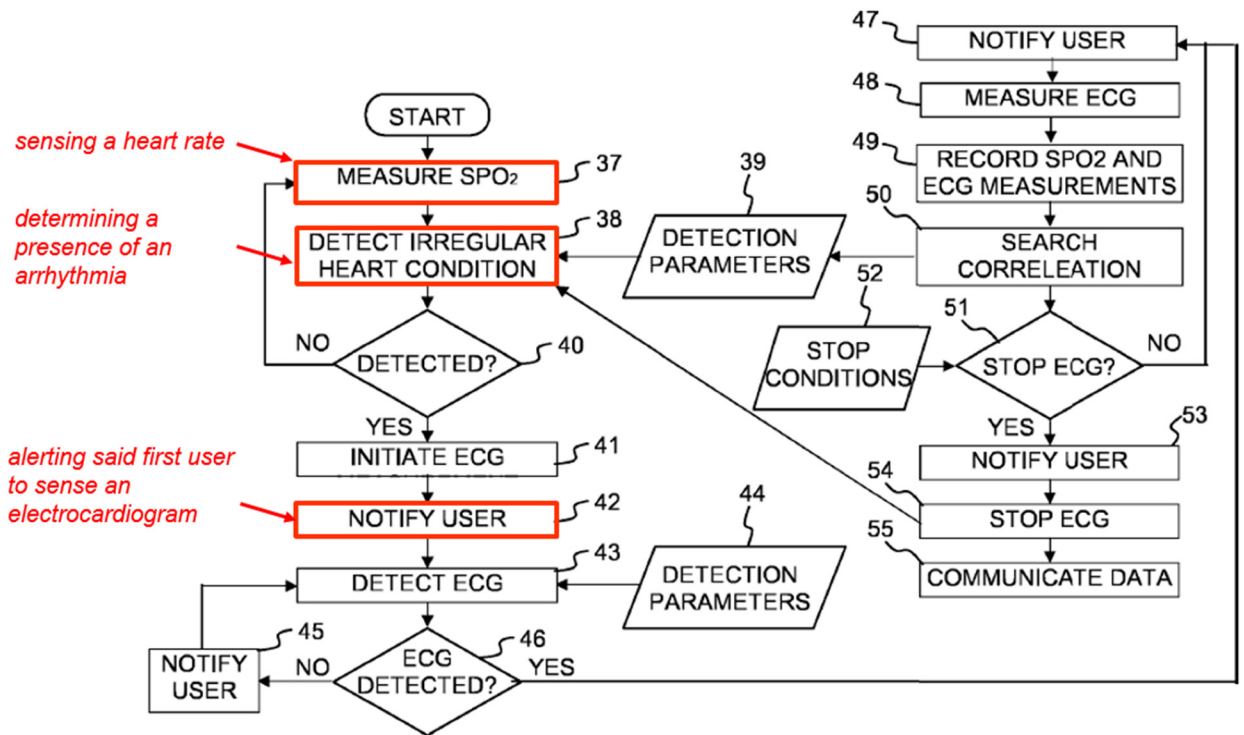 START
sensing a heart rate
37
MEASURE SPO2
determining a
presence of an
arrhythmia
38
DETECT IRREGULAR
HEART CONDITION
39
DETECTION
PARAMETERS
NO
DETECTED?
40
YES
41
INITIATE ECG
alerting said first user
to sense an
electrocardiogram
NOTIFY USER
42
43
DETECT ECG
44
DETECTION
PARAMETERS
45
NOTIFY
USER
NO
ECG
DETECTED?
46
YES
47
NOTIFY USER
48
MEASURE ECG
49
RECORD SPO2 AND
ECG MEASUREMENTS
50
SEARCH
CORRELEATION
52
STOP
CONDITIONS
51
STOP ECG?
NO
YES
53
NOTIFY USER
54
STOP ECG
55
COMMUNICATE DATA